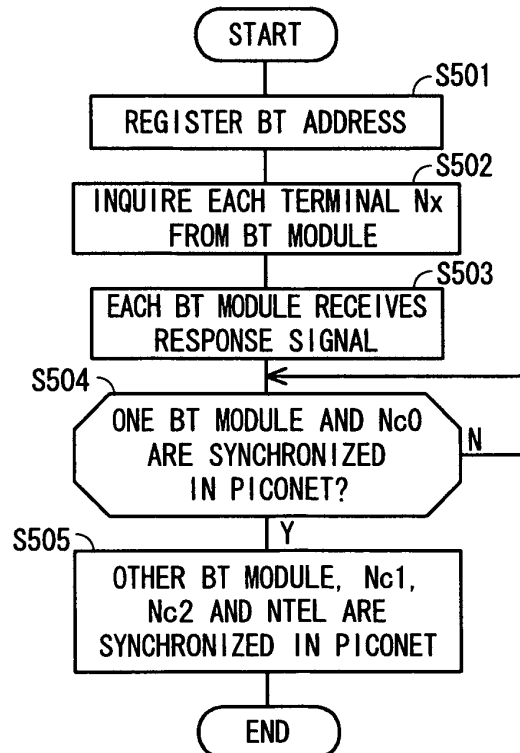 START
S501
REGISTER BT ADDRESS
S502
INQUIRE EACH TERMINAL Nx
FROM BT MODULE
S503
EACH BT MODULE RECEIVES
RESPONSE SIGNAL
S504
ONE BT MODULE AND Nc0
ARE SYNCHRONIZED
IN PICONET?
N
Y
S505
OTHER BT MODULE, Nc1,
Nc2 AND NTEL ARE
SYNCHRONIZED IN PICONET
END